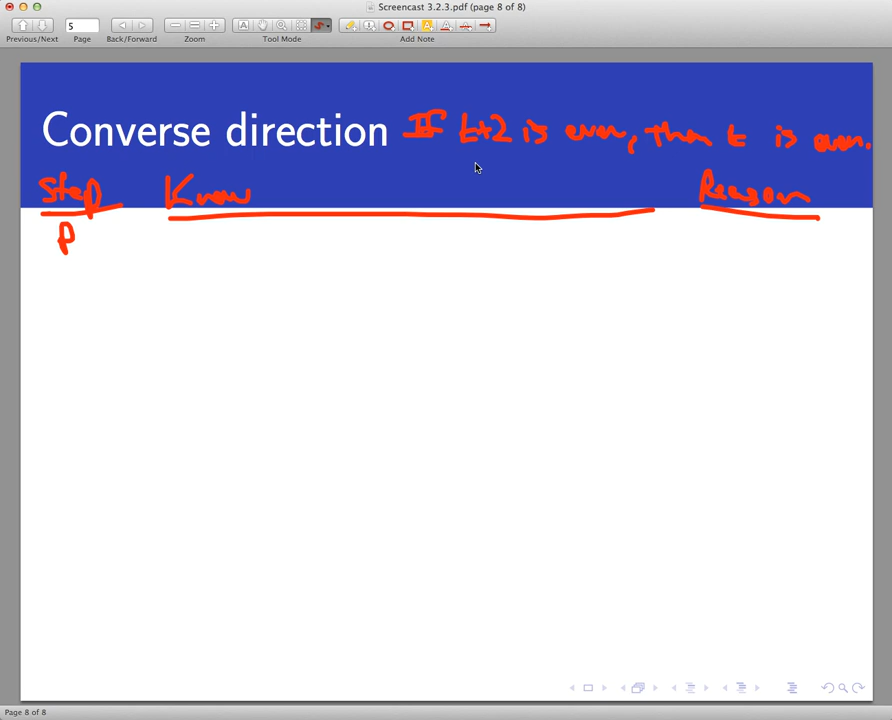 Screencast 3.2.3.pdf (page 8 of 8)
5
Previous/Next Page Back/Forward Zoom Tool Mode Add Note
Converse direction If t+2 is even, then t is even.
Step Know Reason
P
Page 8 of 8